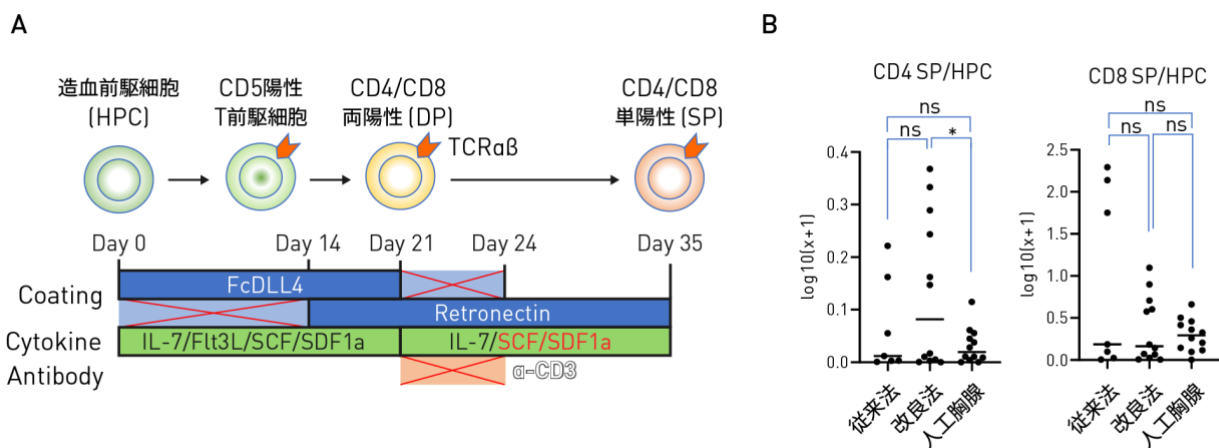 A
造血前駆細胞
(HPC)
CD5陽性
T前駆細胞
CD4/CD8
両陽性 (DP)
CD4/CD8
単陽性 (SP)
TCRαβ
Day 0
Day 14
Day 21
Day 24
Day 35
Coating
FcDLL4
Retronectin
Cytokine
IL-7/Flt3L/SCF/SDF1a
IL-7/SCF/SDF1a
Antibody
α-CD3
B
CD4 SP/HPC
ns
ns
*
log10(x+1)
0.4
0.3
0.2
0.1
0.0
従来法
改良法
人工胸腺
CD8 SP/HPC
ns
ns
ns
log10(x+1)
2.5
2.0
1.5
1.0
0.5
0.0
従来法
改良法
人工胸腺